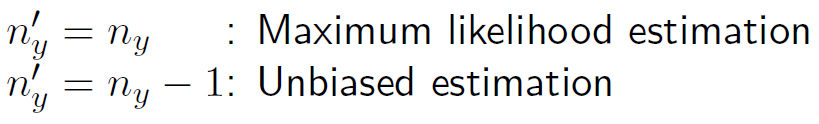 n′_y = n_y : Maximum likelihood estimation
n′_y = n_y − 1: Unbiased estimation